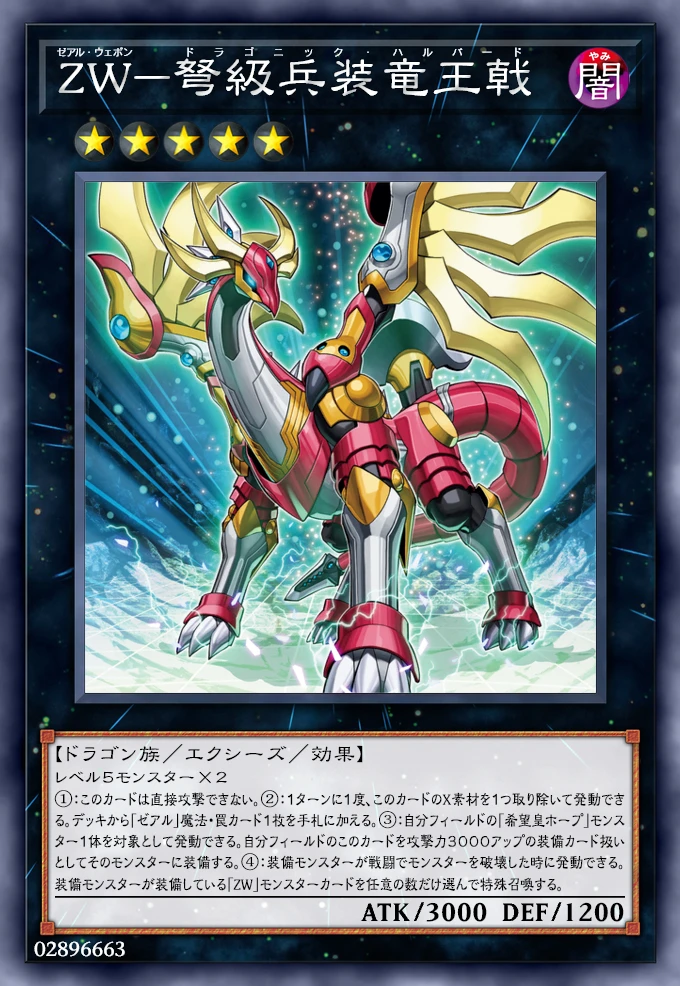 ゼアル・ウェポン ドラゴニック・ハルバード
ZW－弩級兵装竜王戟
やみ
闇
【ドラゴン族／エクシーズ／効果】
レベル5モンスター×2
①：このカードは直接攻撃できない。②：1ターンに1度、このカードのX素材を1つ取り除いて発動でき
る。デッキから「ゼアル」魔法・罠カード1枚を手札に加える。③：自分フィールドの「希望皇ホープ」モンス
ター1体を対象として発動できる。自分フィールドのこのカードを攻撃力3000アップの装備カード扱い
としてそのモンスターに装備する。④：装備モンスターが戦闘でモンスターを破壊した時に発動できる。
装備モンスターが装備している「ZW」モンスターカードを任意の数だけ選んで特殊召喚する。
ATK/3000 DEF/1200
02896663